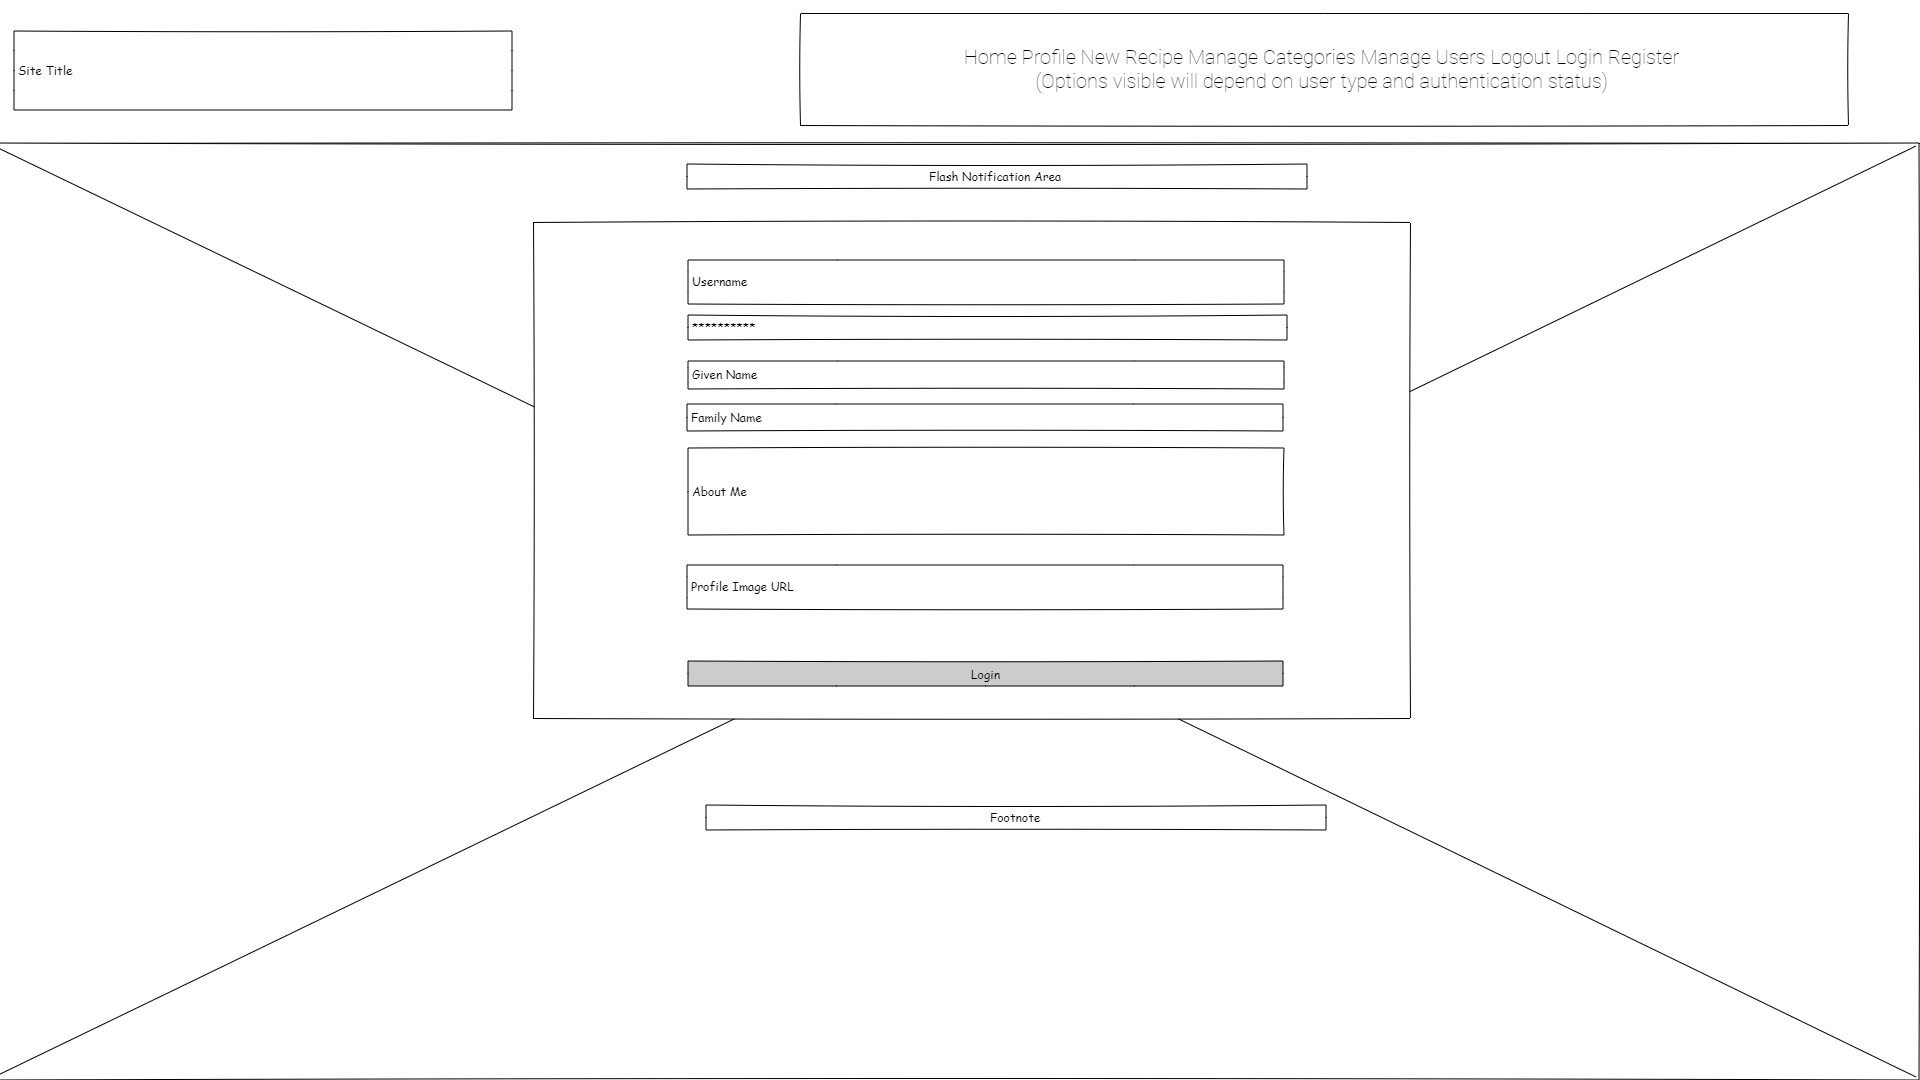 Site Title
Home Profile New Recipe Manage Categories Manage Users Logout Login Register
(Options visible will depend on user type and authentication status)
Flash Notification Area
Username
**********
Given Name
Family Name
About Me
Profile Image URL
Login
Footnote